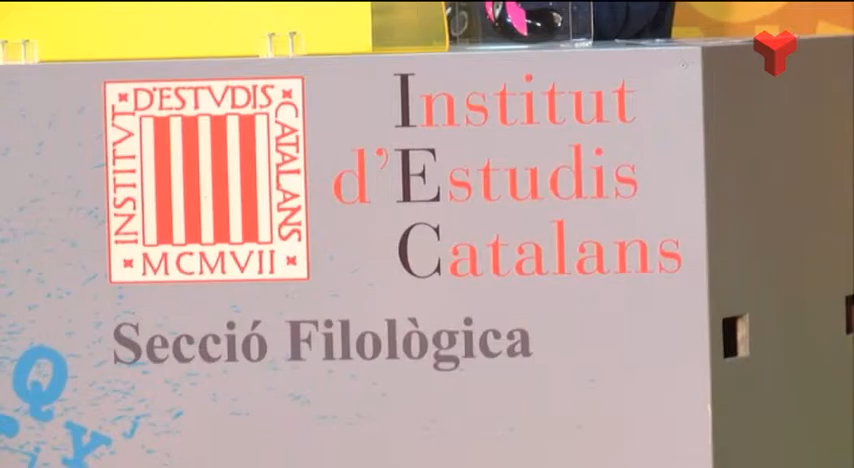 INSTITVT
D'ESTVDIS
CATALANS
MCMVII
Institut
d'Estudis
Catalans
Secció Filològica
Q
y
i